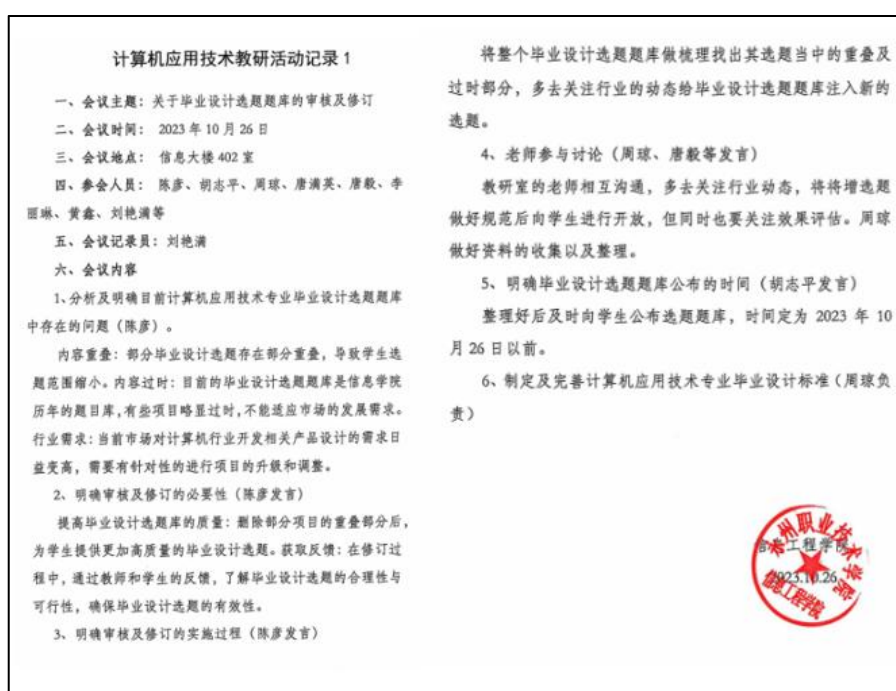 计算机应用技术教研活动记录 1
一、会议主题：关于毕业设计选题题库的审核及修订
二、会议时间： 2023 年 10 月 26 日
三、会议地点： 信息大楼 402 室
四、参会人员： 陈彦、胡志平、周琼、唐满英、唐毅、李
丽琳、黄鑫、刘艳满等
五、会议记录员：刘艳满
六、会议内容
1、分析及明确目前计算机应用技术专业毕业设计选题题库
中存在的问题（陈彦）。
内容重叠：部分毕业设计选题存在部分重叠，导致学生选
题范围缩小。内容过时：目前的毕业设计选题题库是信息学院
历年的题目库，有些项目略显过时，不能适应市场的发展需求。
行业需求：当前市场对计算机行业开发相关产品设计的需求日
益变高，需要有针对性的进行项目的升级和调整。
2、明确审核及修订的必要性（陈彦发言）
提高毕业设计选题库的质量：删除部分项目的重叠部分后，
为学生提供更加高质量的毕业设计选题。获取反馈：在修订过
程中，通过教师和学生的反馈，了解毕业设计选题的合理性与
可行性，确保毕业设计选题的有效性。
3、明确审核及修订的实施过程（陈彦发言）
将整个毕业设计选题题库做梳理找出其选题当中的重叠及
过时部分，多去关注行业的动态给毕业设计选题题库注入新的
选题。
4、老师参与讨论（周琼、唐毅等发言）
教研室的老师相互沟通，多去关注行业动态，将将增选题
做好规范后向学生进行开放，但同时也要关注效果评估。周琼
做好资料的收集以及整理。
5、明确毕业设计选题题库公布的时间（胡志平发言）
整理好后及时向学生公布选题题库，时间定为 2023 年 10
月 26 日以前。
6、制定及完善计算机应用技术专业毕业设计标准（周琼负
责）
永州职业技术学院
信息工程学院
2023.10.26
信息工程学院